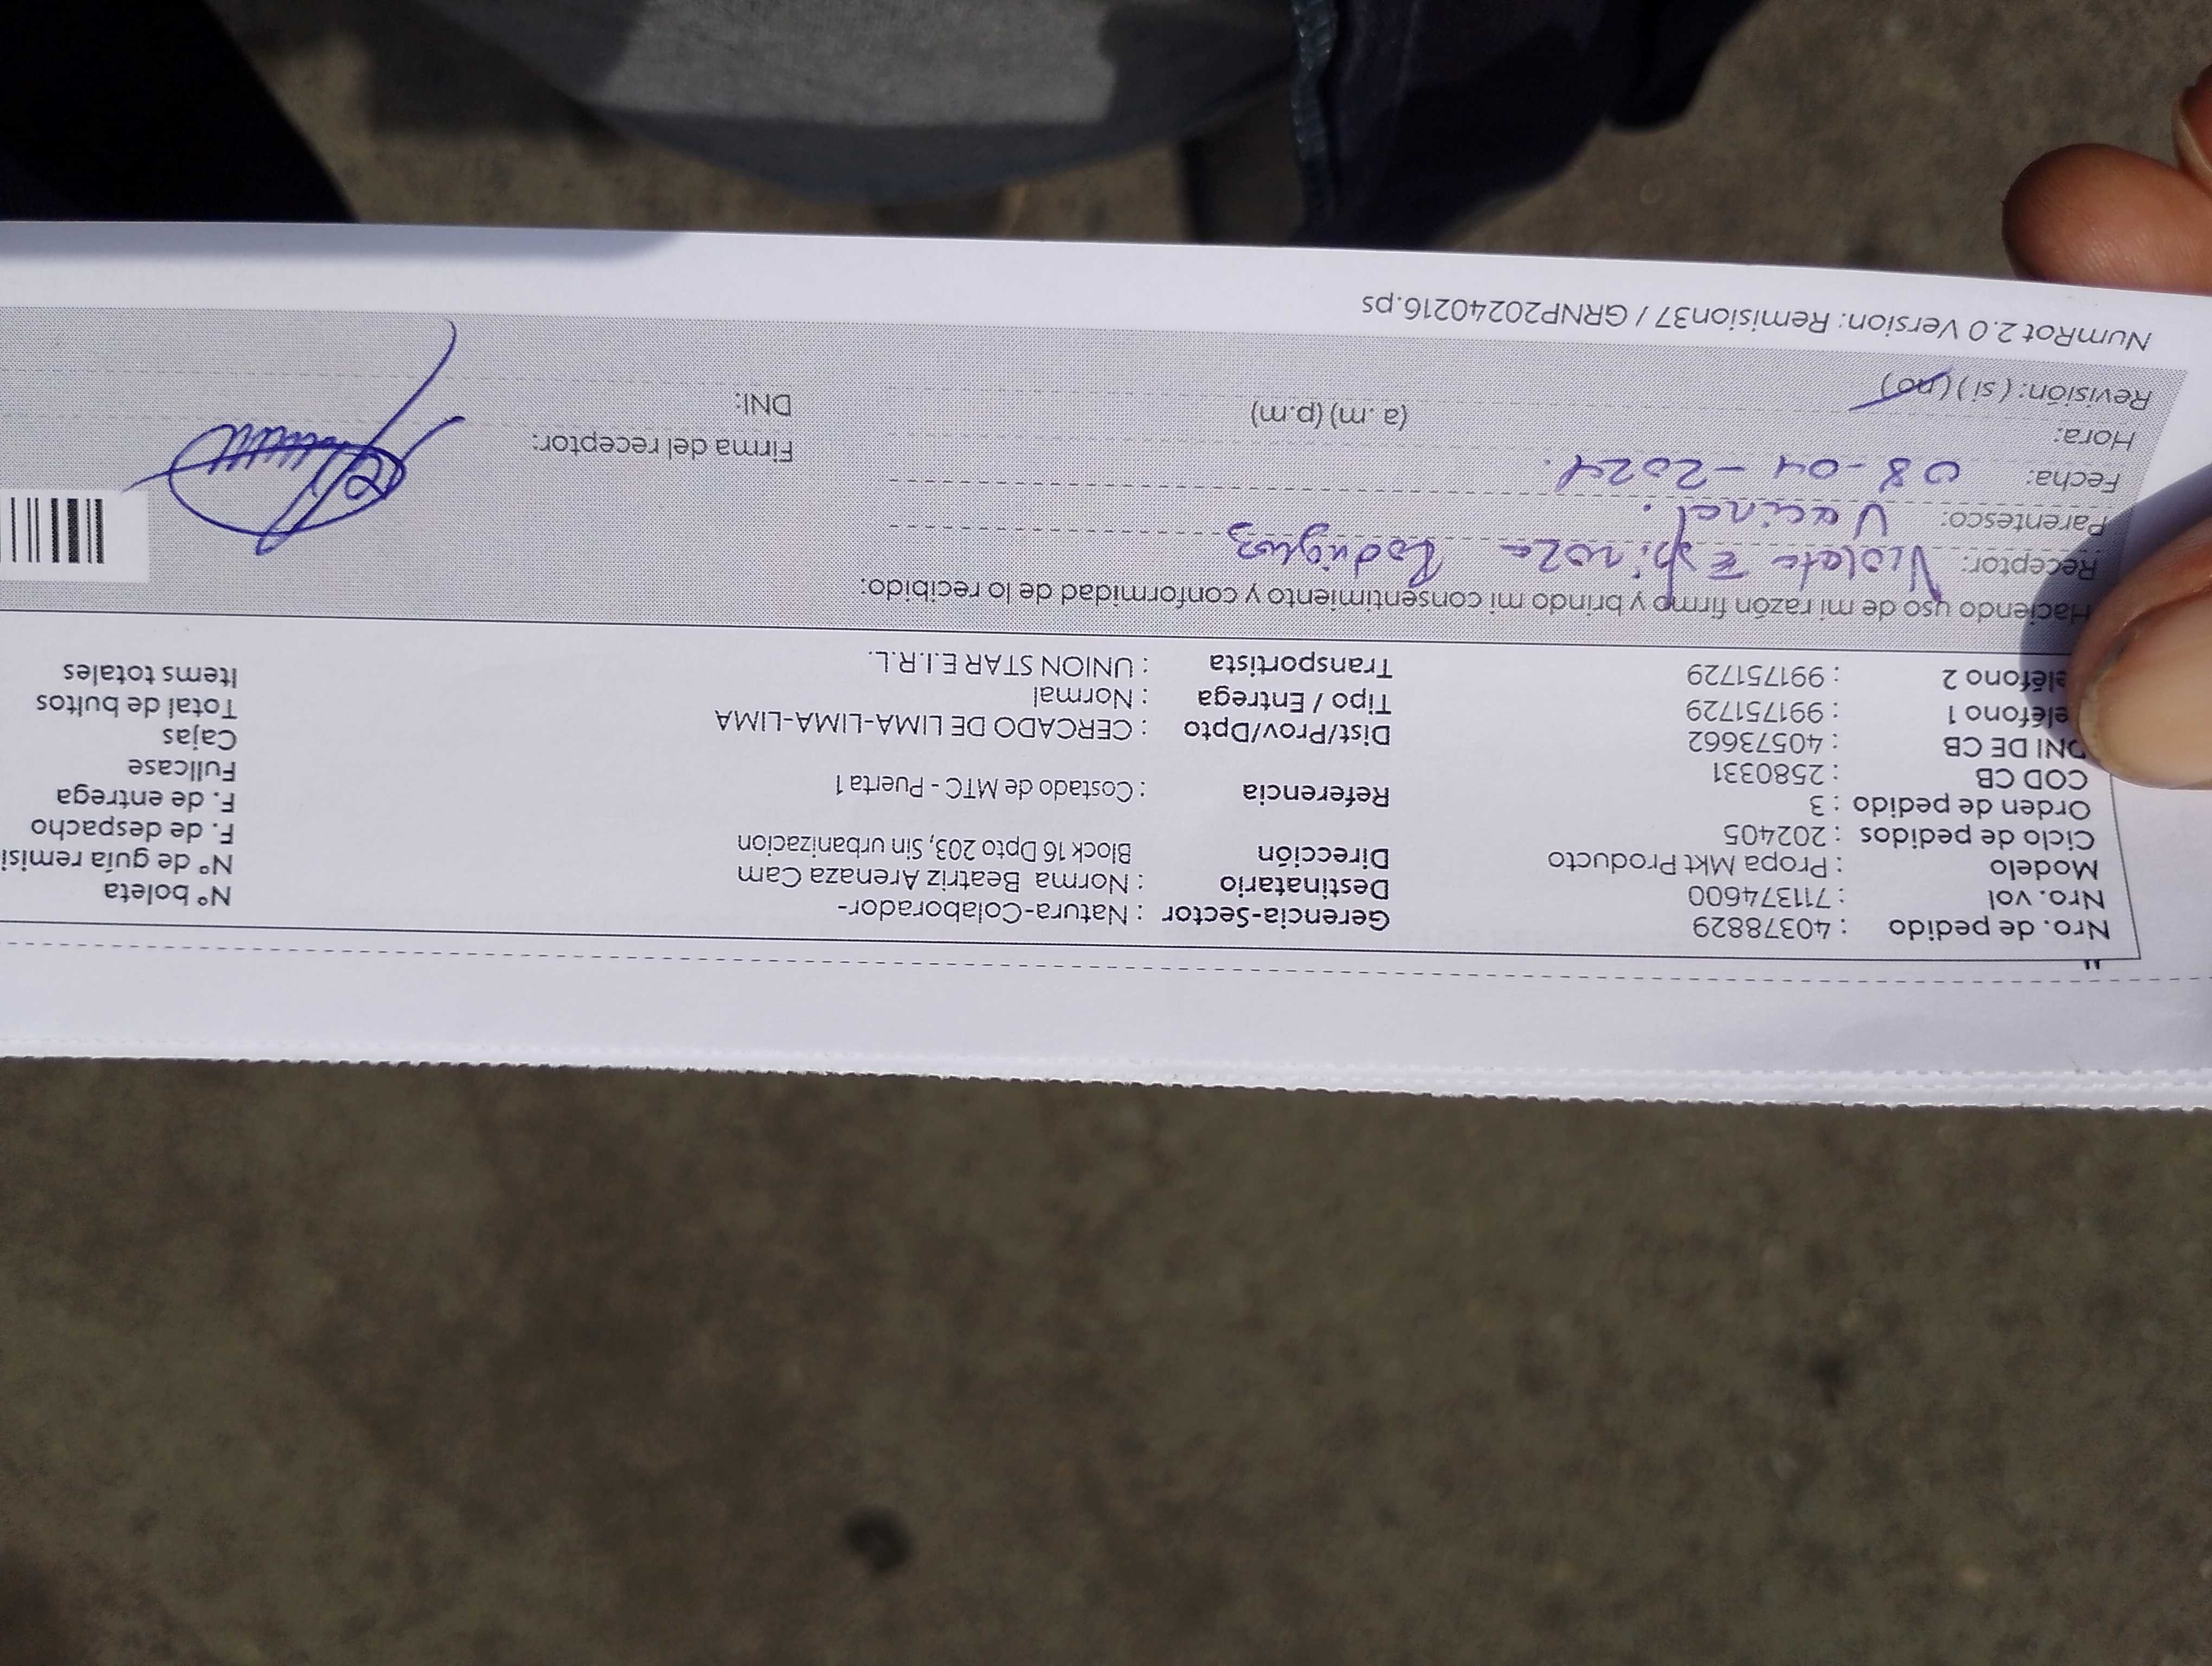 Nro. de pedido : 40378829
Nro. vol : 711374600
Modelo : Propa Mkt Producto
Ciclo de pedidos : 202405
Orden de pedido : 3
COD CB : 2580331
DNI DE CB : 40573662
eléfono 1 : 991751729
eléfono 2 : 991751729
Gerencia-Sector : Natura-Colaborador-
Destinatario : Norma Beatriz Arenaza Cam
Dirección Block 16 Dpto 203, Sin urbanizacion
Referencia : Costado de MTC - Puerta 1
Dist/Prov/Dpto : CERCADO DE LIMA-LIMA-LIMA
Tipo / Entrega : Normal
Transportista : UNION STAR E.I.R.L.
N° boleta
N° de guía remisi
F. de despacho
F. de entrega
Fullcase
Cajas
Total de bultos
Items totales
Haciendo uso de mi razón firmo y brindo mi consentimiento y conformidad de lo recibido:
Receptor: Violeta Espinoza Rodriguez
Parentesco: Vecina.
Fecha: 08-04-2024.
Hora: (a.m) (p.m)
Revisión: (si) (no)
Firma del receptor:
DNI:
NumRot 2.0 Version: Remision37 / GRNP20240216.ps